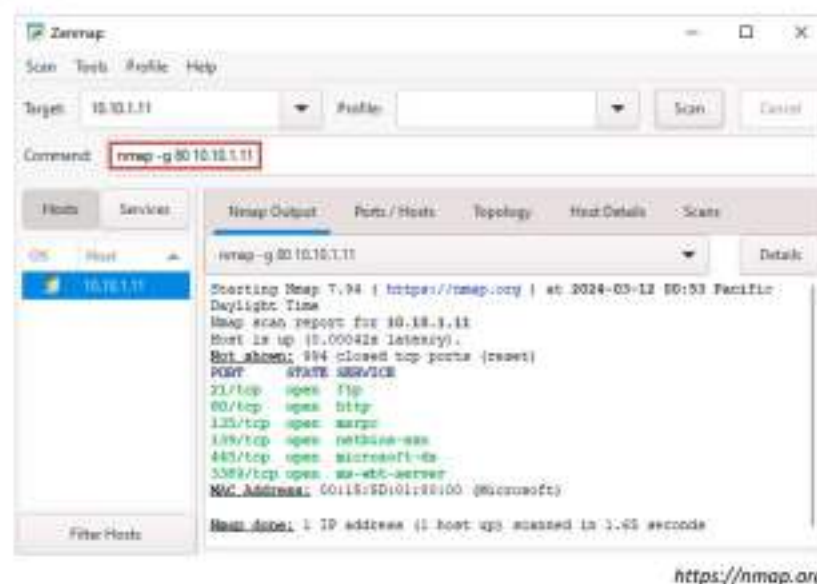 Zenmap
Scan Tools Profile Help
Target: 10.10.1.11 Profile: Scan Cancel
Command: nmap -g 80 10.10.1.11
Hosts Services
Nmap Output Ports / Hosts Topology Host Details Scans
OS Host
nmap -g 80 10.10.1.11 Details
10.10.1.11
Starting Nmap 7.94 ( https://nmap.org ) at 2024-03-12 00:53 Pacific
Daylight Time
Nmap scan report for 10.10.1.11
Host is up (0.00042s latency).
Not shown: 994 closed tcp ports (reset)
PORT STATE SERVICE
21/tcp open ftp
80/tcp open http
135/tcp open msrpc
139/tcp open netbios-ssn
445/tcp open microsoft-ds
3389/tcp open ms-wbt-server
MAC Address: (Microsoft)
Nmap done: 1 IP address (1 host up) scanned in 1.65 seconds
Filter Hosts
https://nmap.org